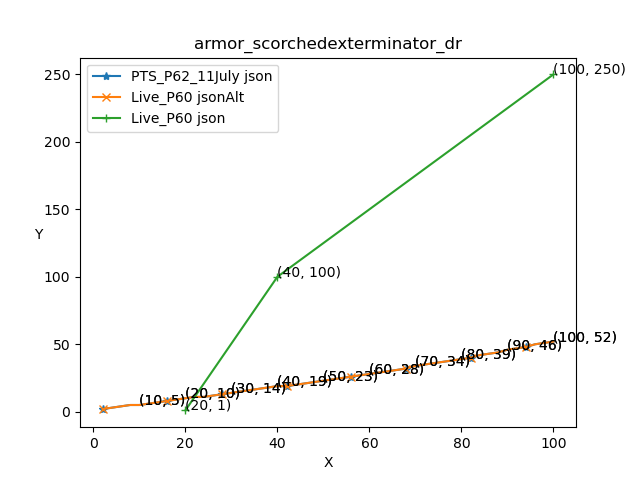 armor_scorchedexterminator_dr
PTS_P62_11July json
Live_P60 jsonAlt
Live_P60 json
(100, 250)
(40, 100)
(100, 52)
(90, 46)
(80, 39)
(70, 34)
(60, 28)
(50, 23)
(40, 19)
(30, 14)
(20, 10)
(10, 5)
(20, 1)
Y
250
200
150
100
50
0
0 20 40 60 80 100
X